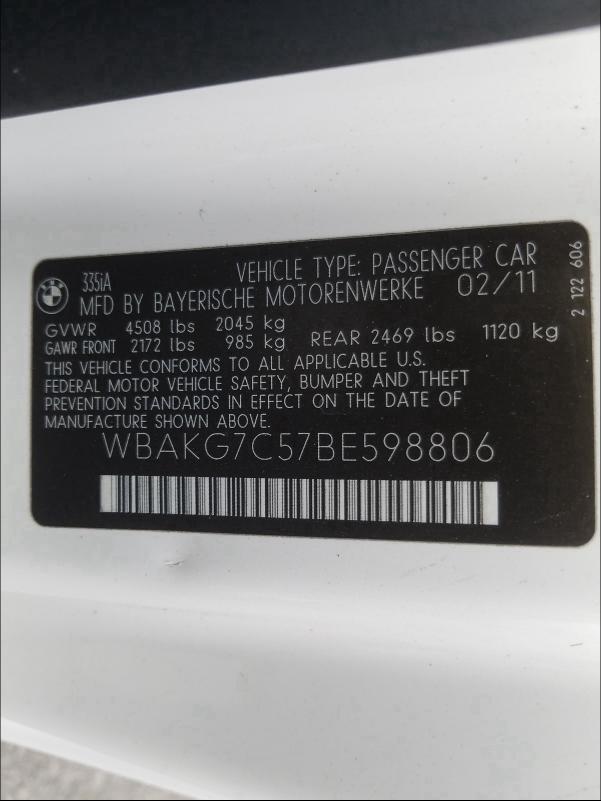 335iA VEHICLE TYPE: PASSENGER CAR
MFD BY BAYERISCHE MOTORENWERKE 02/11
GVWR 4508 lbs 2045 kg
GAWR FRONT 2172 lbs 985 kg REAR 2469 lbs 1120 kg
THIS VEHICLE CONFORMS TO ALL APPLICABLE U.S.
FEDERAL MOTOR VEHICLE SAFETY, BUMPER AND THEFT
PREVENTION STANDARDS IN EFFECT ON THE DATE OF
MANUFACTURE SHOWN ABOVE.
WBAKG7C57BE598806
2 122 606